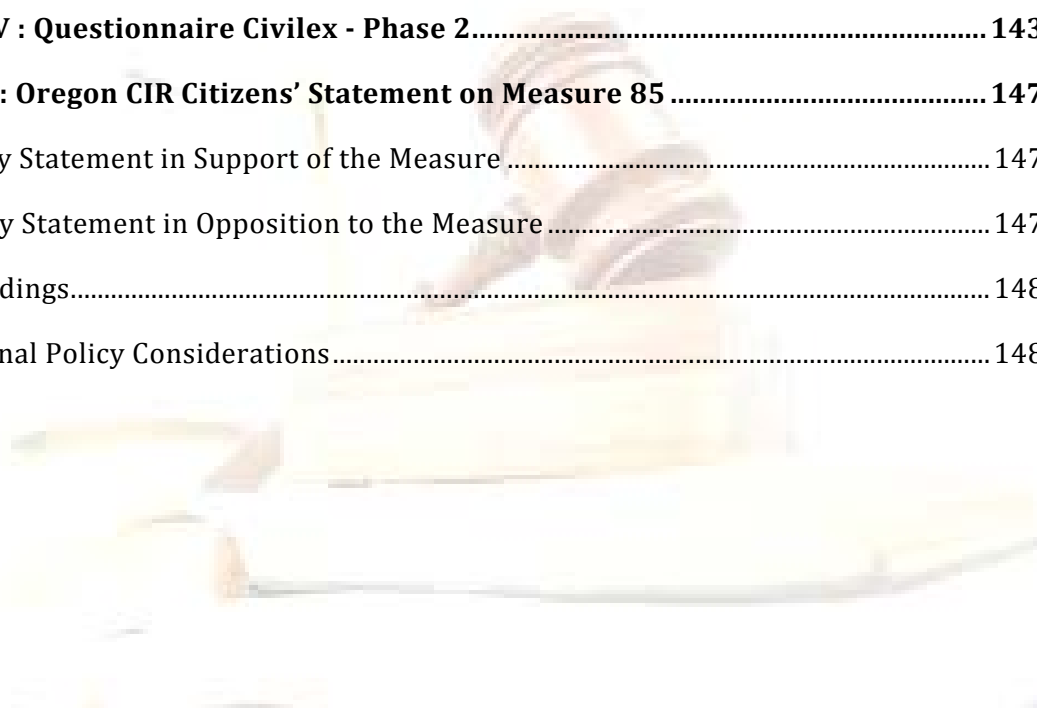 V : Questionnaire Civilex - Phase 2 143
: Oregon CIR Citizens’ Statement on Measure 85 147
y Statement in Support of the Measure 147
y Statement in Opposition to the Measure 147
dings 148
nal Policy Considerations 148